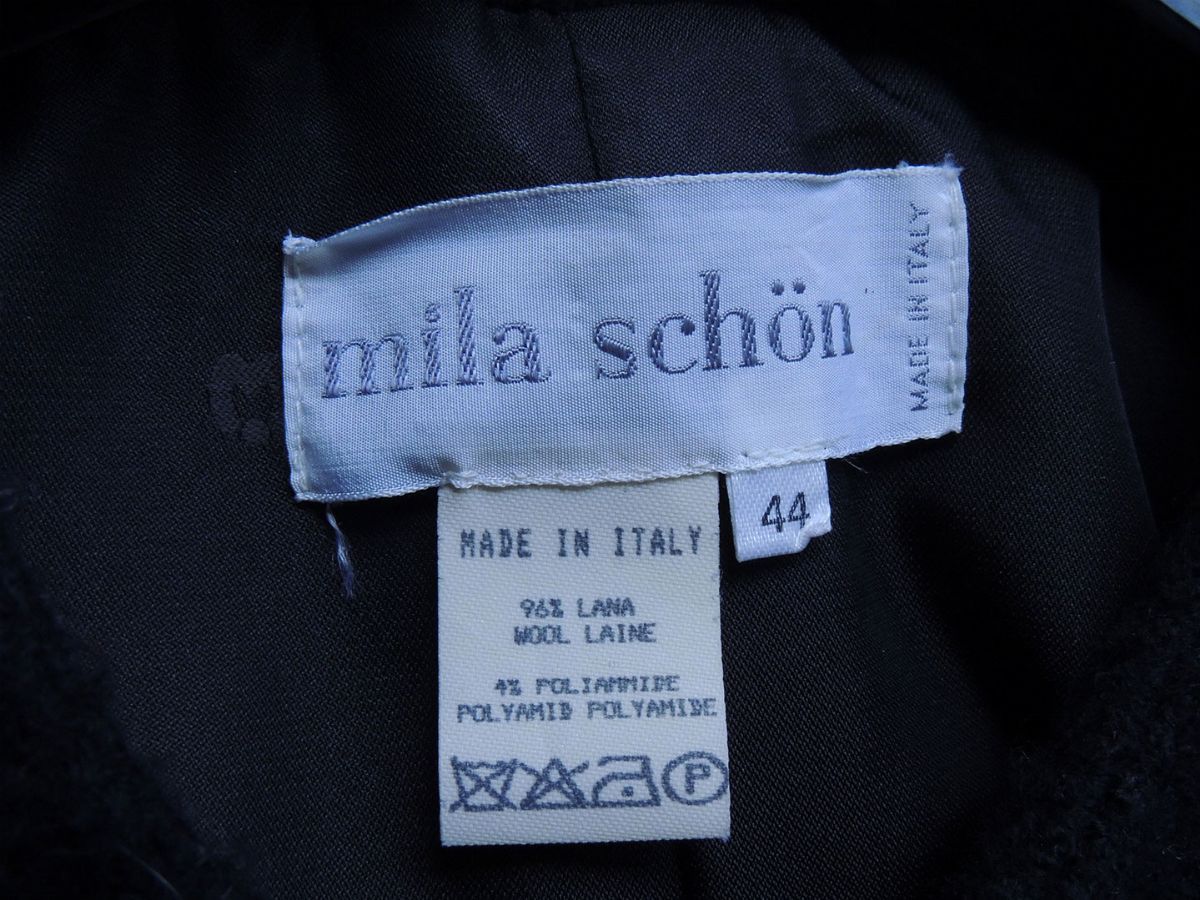 mila schön
MADE IN ITALY
44
MADE IN ITALY
96% LANA
WOOL LAINE
4% POLIAMMIDE
POLYAMID POLYAMIDE
P